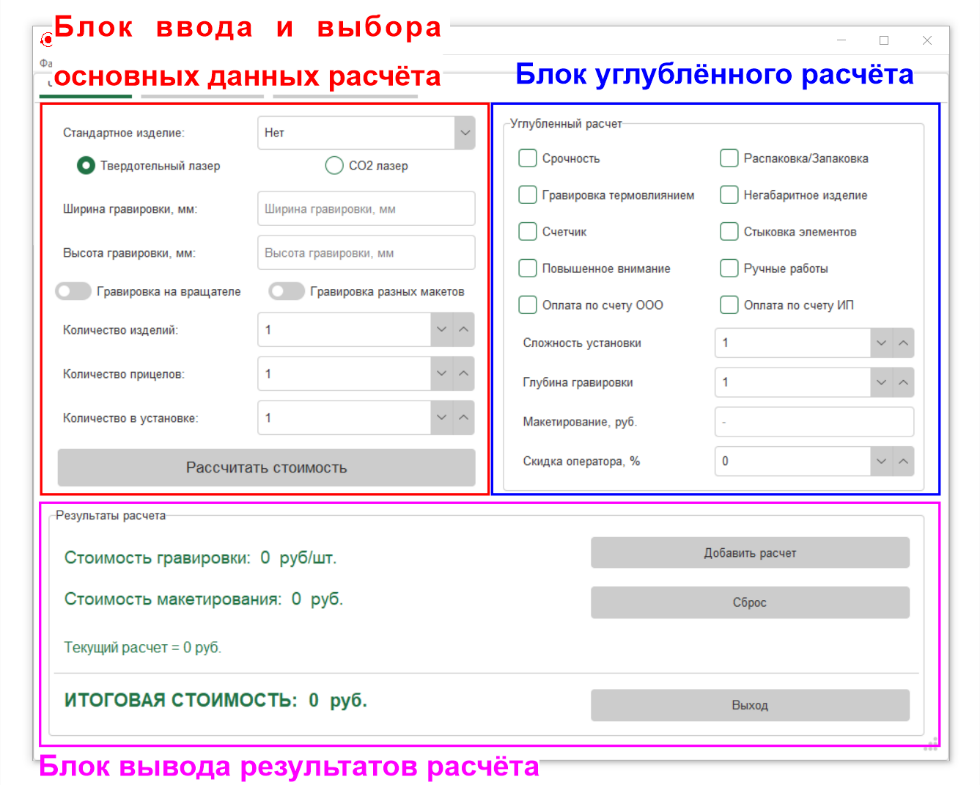 Блок ввода и выбора
основных данных расчёта
Блок углублённого расчёта
Фа
Стандартное изделие:
Нет
Твердотельный лазер
СО2 лазер
Ширина гравировки, мм:
Ширина гравировки, мм
Высота гравировки, мм:
Высота гравировки, мм
Гравировка на вращателе
Гравировка разных макетов
Количество изделий:
1
Количество прицелов:
1
Количество в установке:
1
Рассчитать стоимость
Углубленный расчет
Срочность
Распаковка/Запаковка
Гравировка термовлиянием
Негабаритное изделие
Счетчик
Стыковка элементов
Повышенное внимание
Ручные работы
Оплата по счету ООО
Оплата по счету ИП
Сложность установки
1
Глубина гравировки
1
Макетирование, руб.
-
Скидка оператора, %
0
Результаты расчета
Стоимость гравировки: 0 руб/шт.
Добавить расчет
Стоимость макетирования: 0 руб.
Сброс
Текущий расчет = 0 руб.
ИТОГОВАЯ СТОИМОСТЬ: 0 руб.
Выход
Блок вывода результатов расчёта